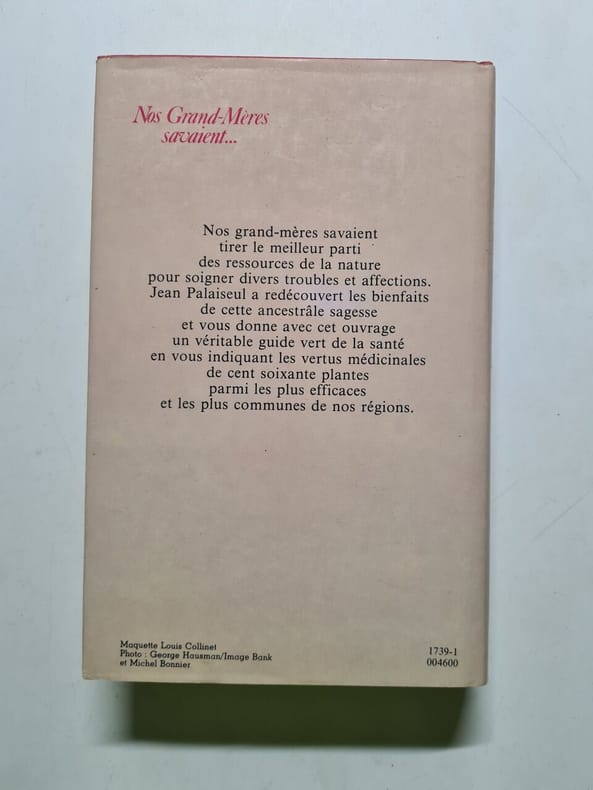 Nos Grand-Mères
savaient...
Nos grand-mères savaient
tirer le meilleur parti
des ressources de la nature
pour soigner divers troubles et affections.
Jean Palaiseul a redécouvert les bienfaits
de cette ancestrâle sagesse
et vous donne avec cet ouvrage
un véritable guide vert de la santé
en vous indiquant les vertus médicinales
de cent soixante plantes
parmi les plus efficaces
et les plus communes de nos régions.
Maquette Louis Collinet
Photo : George Hausman/Image Bank
et Michel Bonnier
1739-1
004600